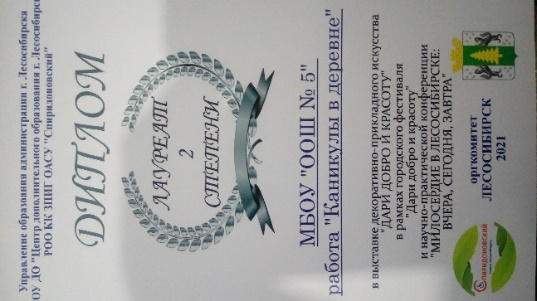 Управление образования администрации г. Лесосибирска
ОУ ДО "Центр дополнительного образования г. Лесосибирск
РОО КО ЗППГ ОАСУ "Спиридоновский"
ДИПЛОМ
ЛАУРЕАТ
2
СТЕПЕНИ
МБОУ "ООШ № 5"
работа "Каникулы в деревне"
в выставке декоративно-прикладного искусства
"ДАРИ ДОБРО И КРАСОТУ"
в рамках городского фестиваля
"Дари добро и красоту"
и научно-практической конференции
"МИЛОСЕРДИЕ В ЛЕСОСИБИРСКЕ:
ВЧЕРА, СЕГОДНЯ, ЗАВТРА"
оргкомитет
ЛЕСОСИБИРСК
2021
СПИРИДОНОВСКИЙ